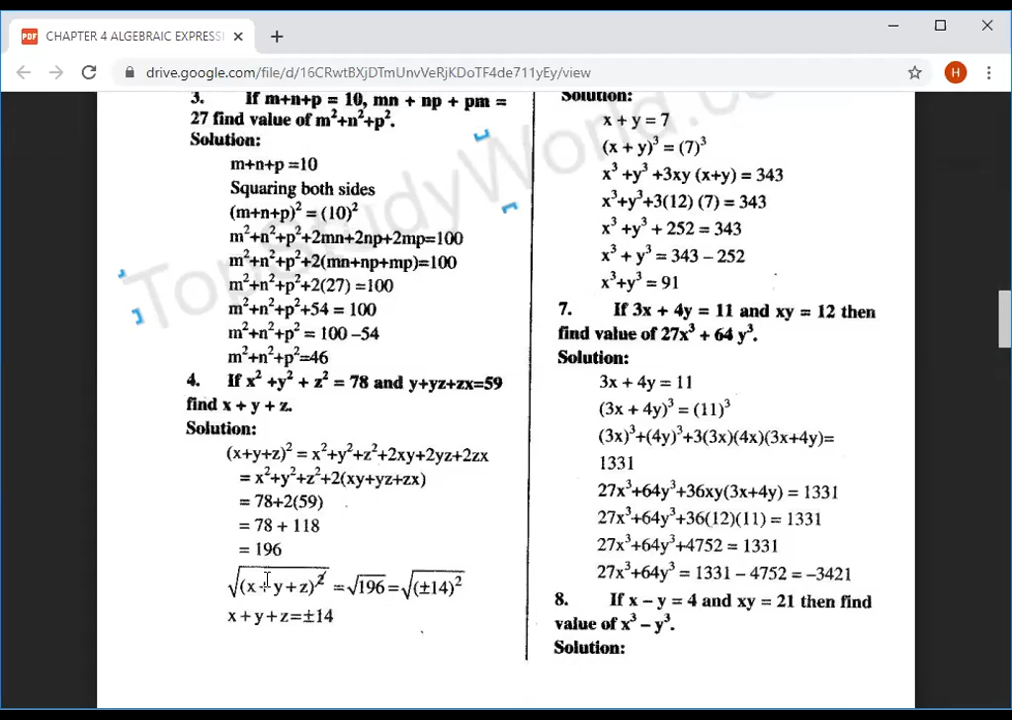 CHAPTER 4 ALGEBRAIC EXPRESS
drive.google.com/file/d/16CRwtBXjDTmUnvVeRjKDoTF4de711yEy/view
H
3. If m+n+p = 10, mn + np + pm =
27 find value of m²+n²+p².
Solution:
m+n+p =10
Squaring both sides
(m+n+p)² = (10)²
m²+n²+p²+2mn+2np+2mp=100
m²+n²+p²+2(mn+np+mp)=100
m²+n²+p²+2(27) =100
m²+n²+p²+54 = 100
m²+n²+p² = 100 –54
m²+n²+p²=46
4. If x² +y² + z² = 78 and y+yz+zx=59
find x + y + z.
Solution:
(x+y+z)² = x²+y²+z²+2xy+2yz+2zx
= x²+y²+z²+2(xy+yz+zx)
= 78+2(59)
= 78 + 118
= 196
√(x+y+z)² = √196 = √(±14)²
x+y+z=±14
Solution:
x + y = 7
(x + y)³ = (7)³
x³ +y³ +3xy (x+y) = 343
x³+y³+3(12) (7) = 343
x³ +y³ + 252 = 343
x³ + y³ = 343 – 252
x³+y³ = 91
7. If 3x + 4y = 11 and xy = 12 then
find value of 27x³ + 64 y³.
Solution:
3x + 4y = 11
(3x + 4y)³ = (11)³
(3x)³+(4y)³+3(3x)(4x)(3x+4y)=
1331
27x³+64y³+36xy(3x+4y) = 1331
27x³+64y³+36(12)(11) = 1331
27x³+64y³+4752 = 1331
27x³+64y³ = 1331 – 4752 = –3421
8. If x – y = 4 and xy = 21 then find
value of x³ – y³.
Solution:
TopStudyWorld.com